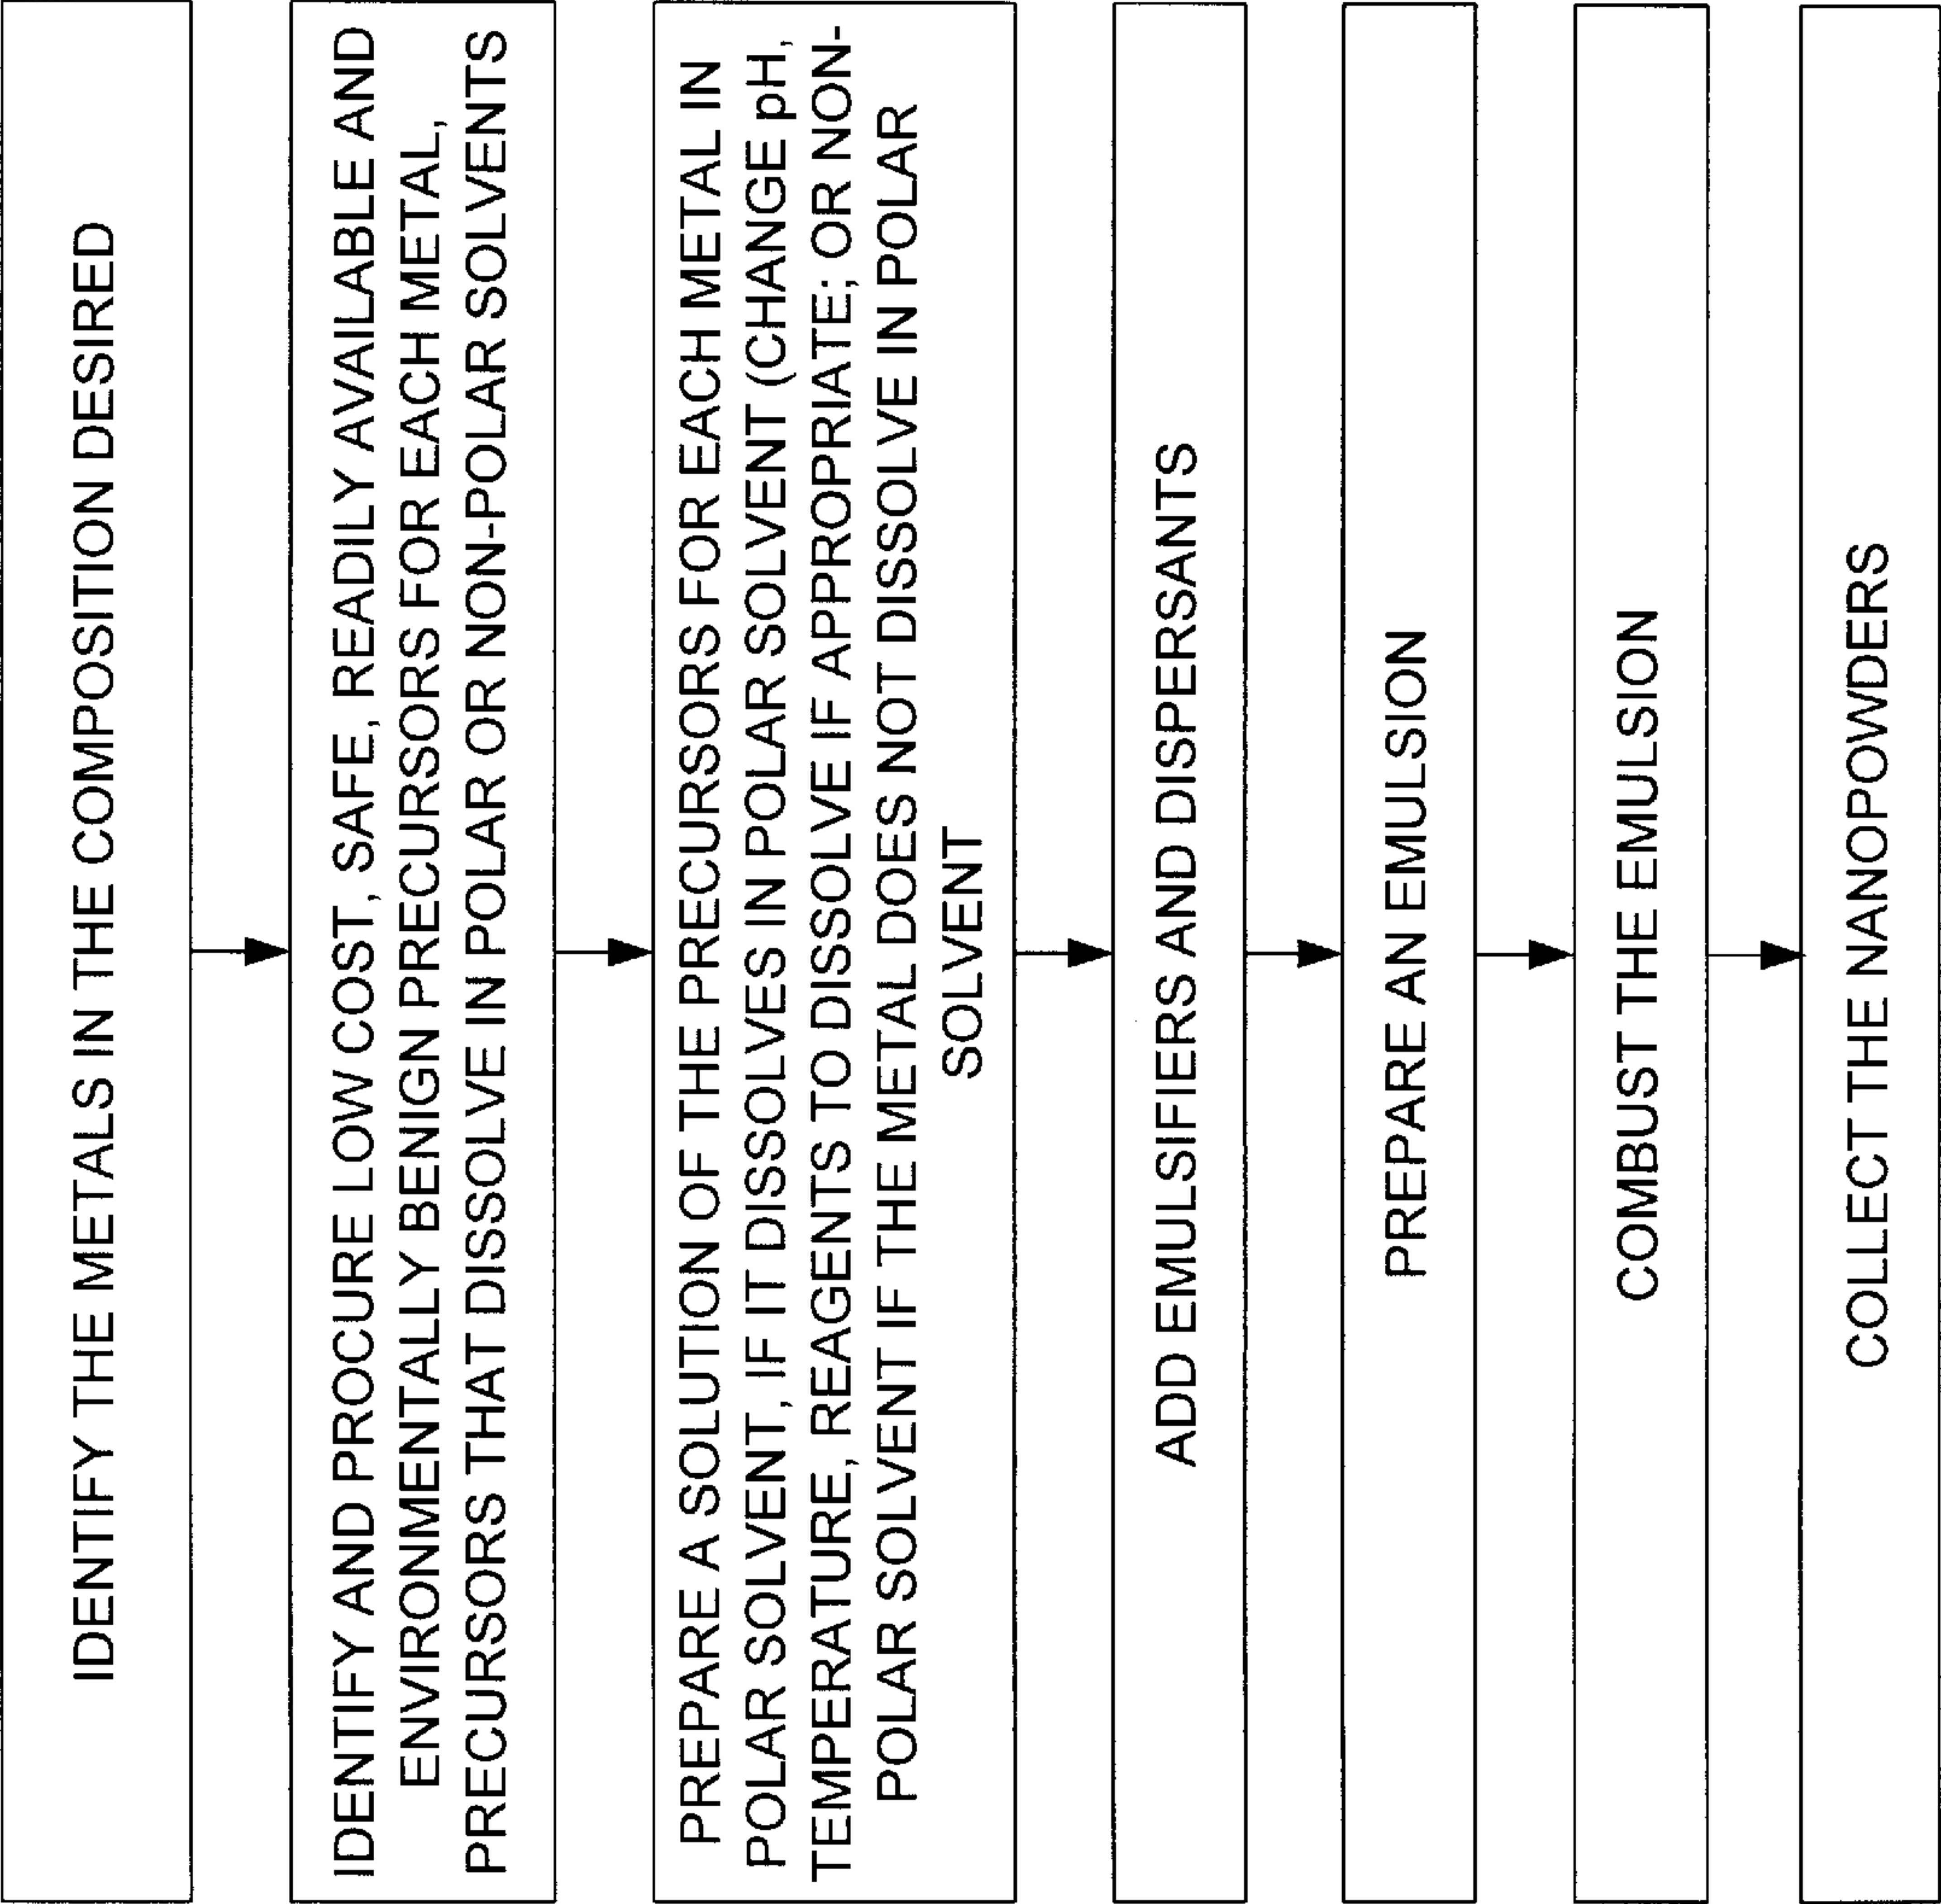 IDENTIFY THE METALS IN THE COMPOSITION DESIRED
IDENTIFY AND PROCURE LOW COST, SAFE, READILY AVAILABLE AND
ENVIRONMENTALLY BENIGN PRECURSORS FOR EACH METAL,
PRECURSORS THAT DISSOLVE IN POLAR OR NON-POLAR SOLVENTS
PREPARE A SOLUTION OF THE PRECURSORS FOR EACH METAL IN
POLAR SOLVENT, IF IT DISSOLVES IN POLAR SOLVENT (CHANGE pH,
TEMPERATURE, REAGENTS TO DISSOLVE IF APPROPRIATE; OR NON-
POLAR SOLVENT IF THE METAL DOES NOT DISSOLVE IN POLAR
SOLVENT
ADD EMULSIFIERS AND DISPERSANTS
PREPARE AN EMULSION
COMBUST THE EMULSION
COLLECT THE NANOPOWDERS